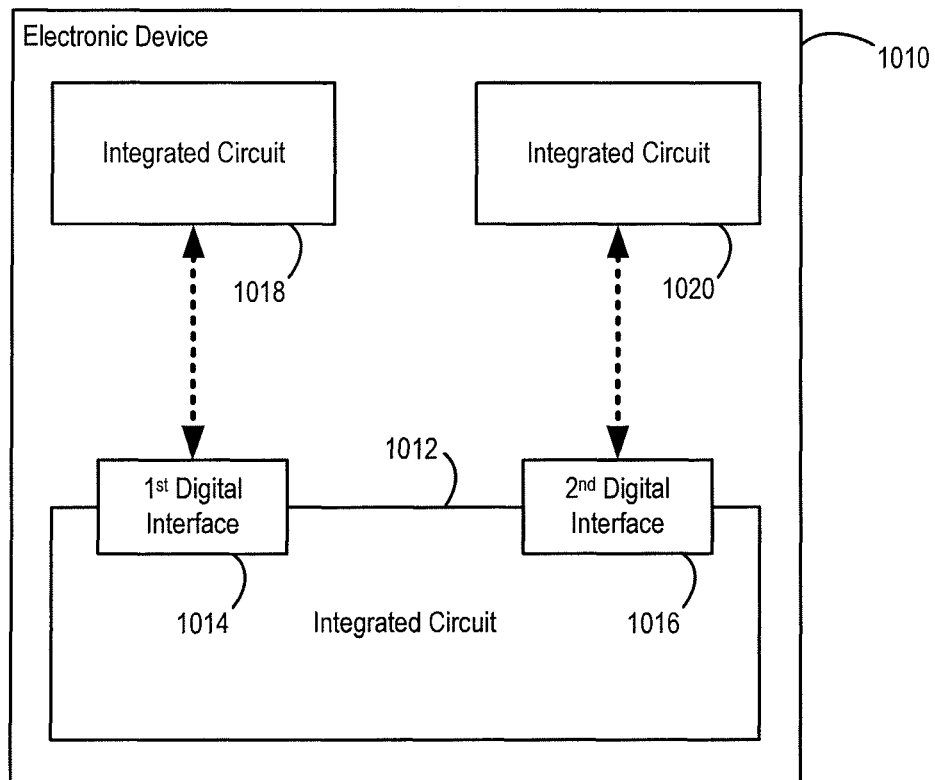 Electronic Device
1010
Integrated Circuit
Integrated Circuit
1018
1020
1012
1st Digital
Interface
2nd Digital
Interface
1014
Integrated Circuit
1016